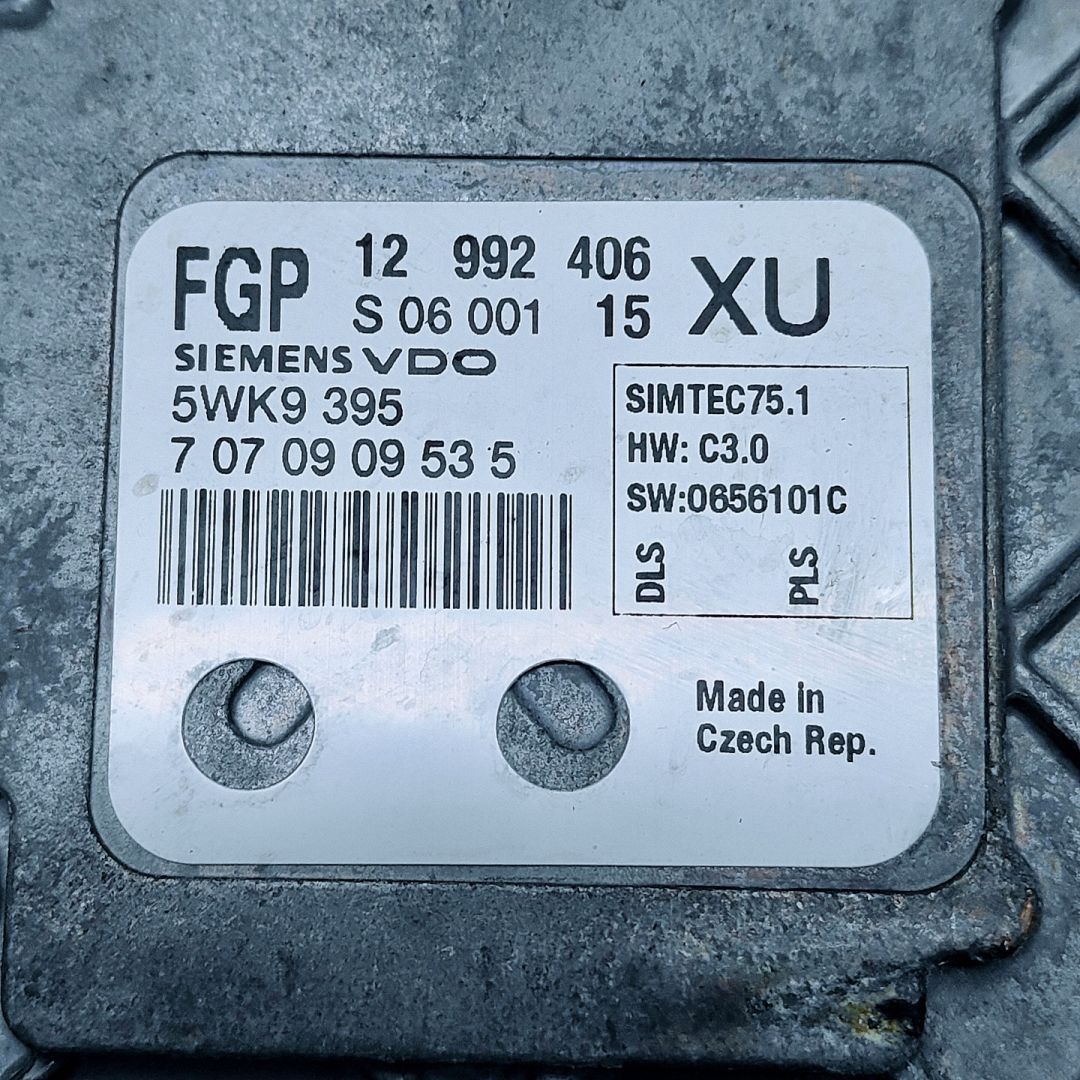 FGP 12 992 406 XU
S 06 001 15
SIEMENS VDO
5WK9 395
7 07 09 09 53 5
SIMTEC75.1
HW: C3.0
SW:0656101C
DLS PLS
Made in
Czech Rep.